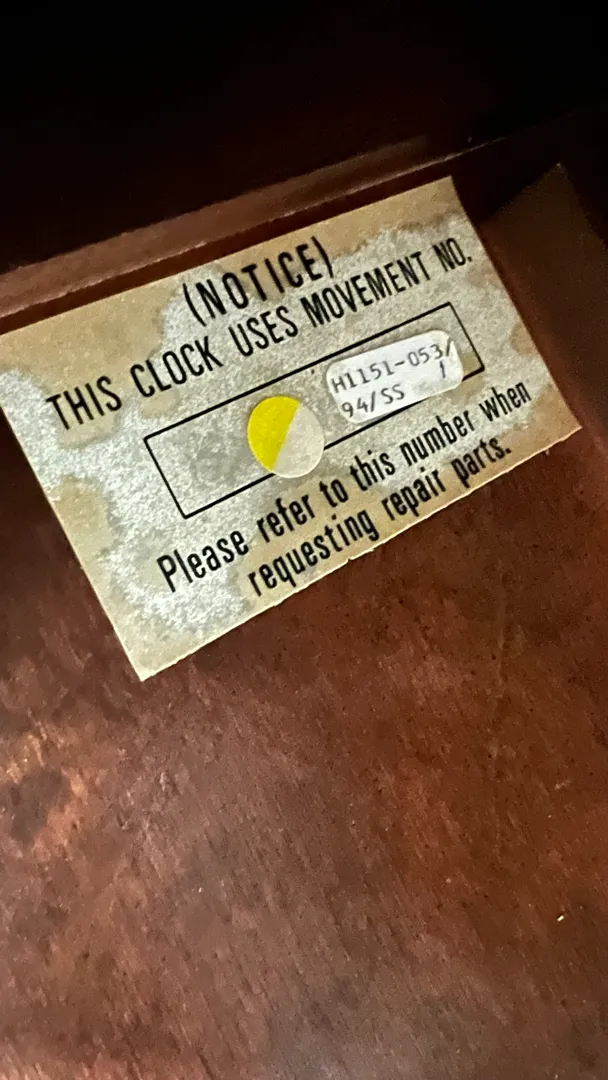 (NOTICE)
THIS CLOCK USES MOVEMENT NO.
H1151-053/
94/SS 1
Please refer to this number when
requesting repair parts.